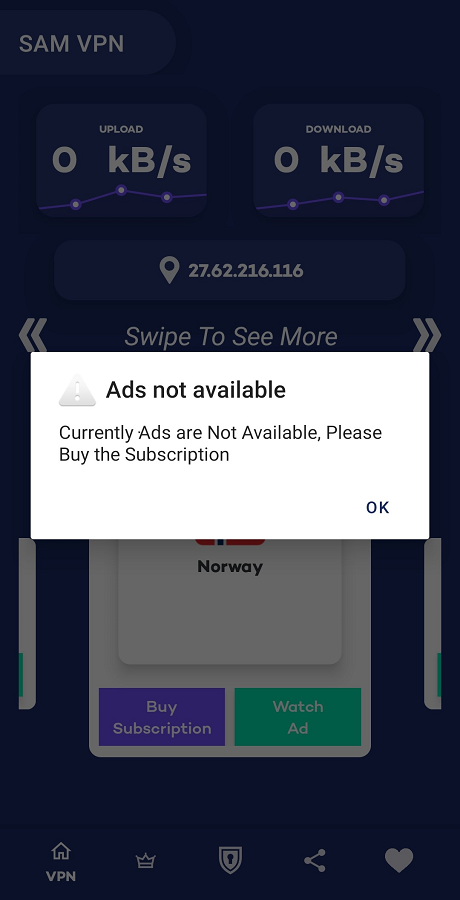 SAM VPN
UPLOAD
0 kB/s
DOWNLOAD
0 kB/s
27.62.216.116
Swipe To See More
Ads not available
Currently Ads are Not Available, Please
Buy the Subscription
OK
Norway
Buy
Subscription
Watch
Ad
VPN